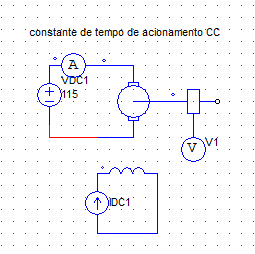 constante de tempo de acionamento CC
A
VDC1
115
V1
V
IDC1